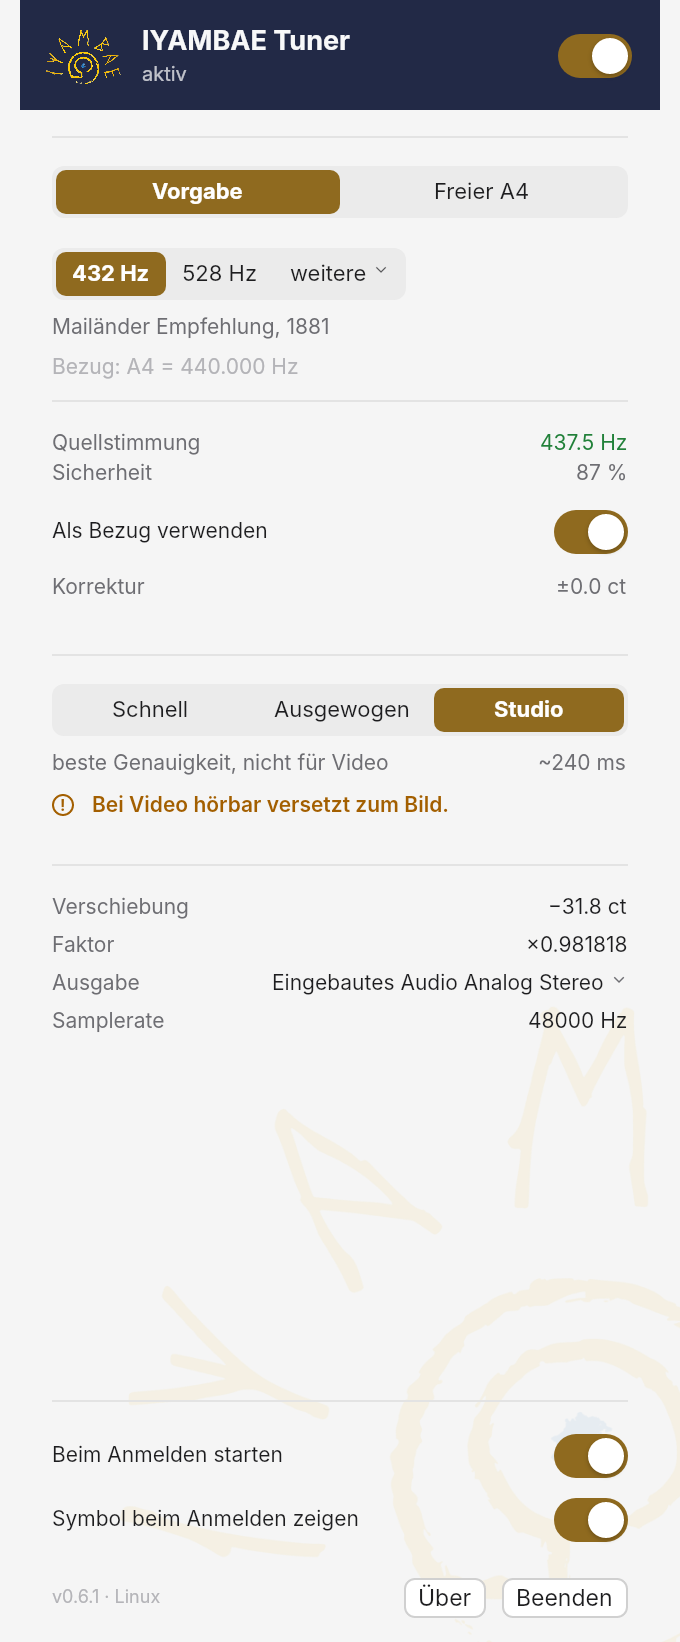 IYAMBAE Tuner
aktiv
Vorgabe Freier A4
432 Hz 528 Hz weitere
Mailänder Empfehlung, 1881
Bezug: A4 = 440.000 Hz
Quellstimmung 437.5 Hz
Sicherheit 87 %
Als Bezug verwenden
Korrektur ±0.0 ct
Schnell Ausgewogen Studio
beste Genauigkeit, nicht für Video ~240 ms
Bei Video hörbar versetzt zum Bild.
Verschiebung −31.8 ct
Faktor ×0.981818
Ausgabe Eingebautes Audio Analog Stereo
Samplerate 48000 Hz
Beim Anmelden starten
Symbol beim Anmelden zeigen
v0.6.1 · Linux Über Beenden